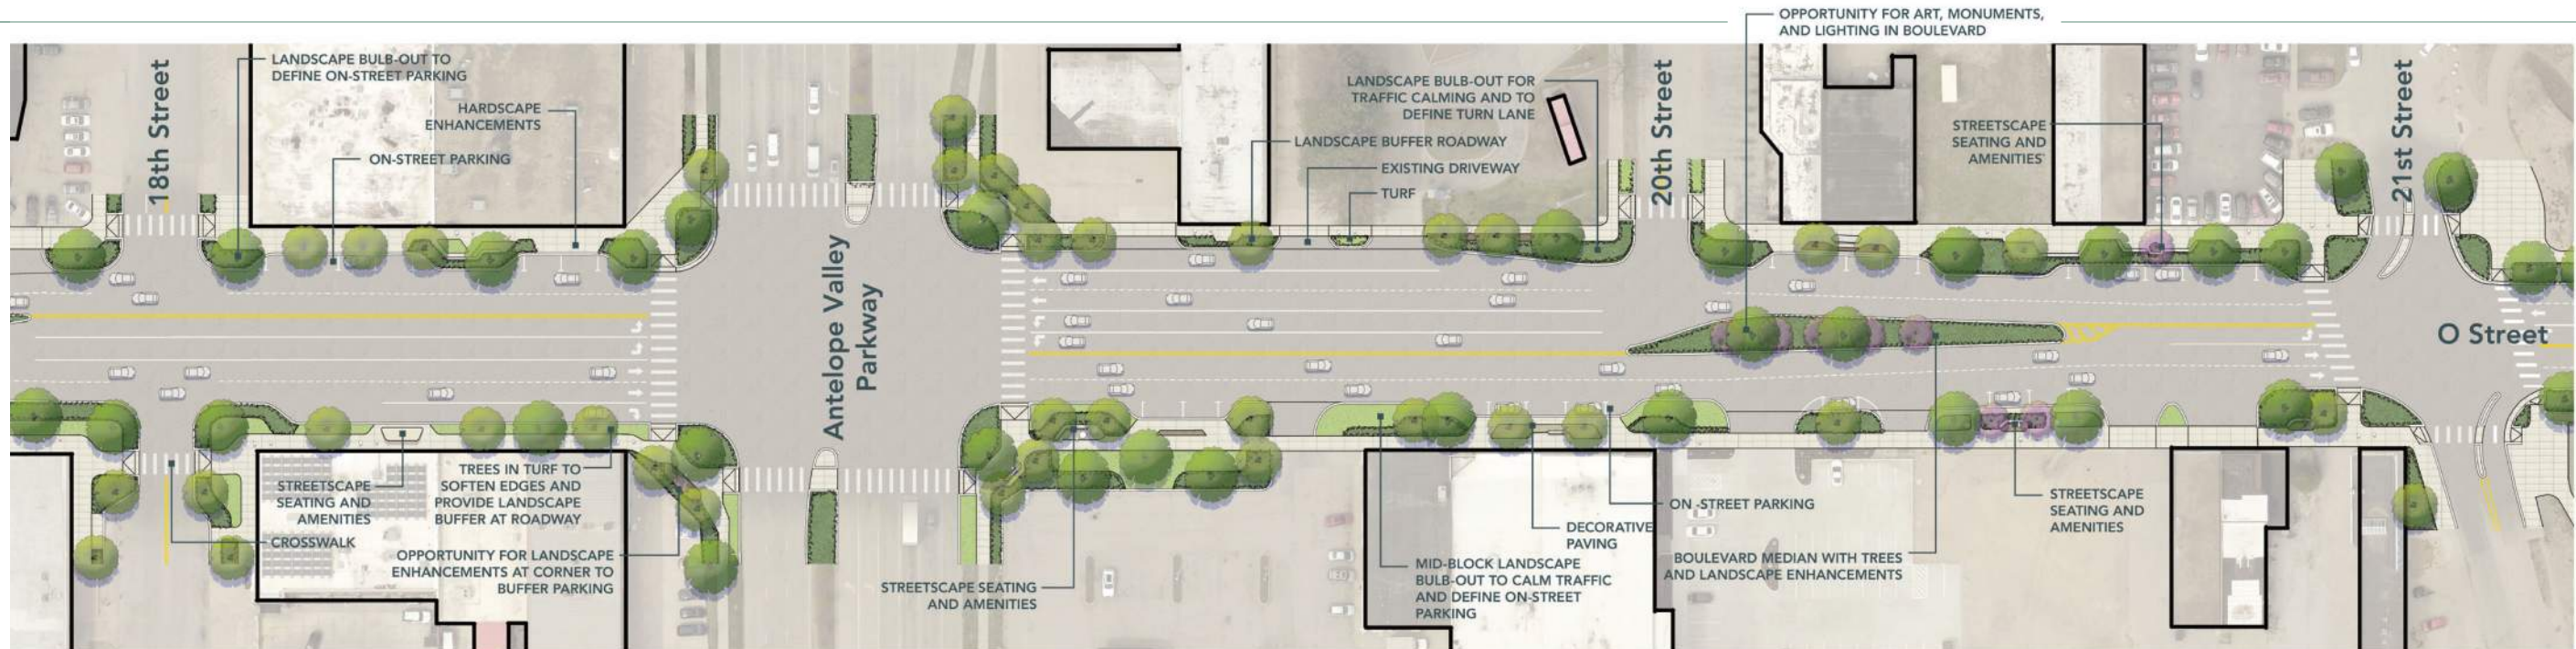 OPPORTUNITY FOR ART, MONUMENTS,
AND LIGHTING IN BOULEVARD
18th Street
LANDSCAPE BULB-OUT TO
DEFINE ON-STREET PARKING
HARDSCAPE
ENHANCEMENTS
ON-STREET PARKING
Antelope Valley
Parkway
LANDSCAPE BULB-OUT FOR
TRAFFIC CALMING AND TO
DEFINE TURN LANE
LANDSCAPE BUFFER ROADWAY
EXISTING DRIVEWAY
TURF
20th Street
STREETSCAPE
SEATING AND
AMENITIES
21st Street
O Street
STREETSCAPE
SEATING AND
AMENITIES
CROSSWALK
TREES IN TURF TO
SOFTEN EDGES AND
PROVIDE LANDSCAPE
BUFFER AT ROADWAY
OPPORTUNITY FOR LANDSCAPE
ENHANCEMENTS AT CORNER TO
BUFFER PARKING
STREETSCAPE SEATING
AND AMENITIES
MID-BLOCK LANDSCAPE
BULB-OUT TO CALM TRAFFIC
AND DEFINE ON-STREET
PARKING
DECORATIVE
PAVING
ON -STREET PARKING
BOULEVARD MEDIAN WITH TREES
AND LANDSCAPE ENHANCEMENTS
STREETSCAPE
SEATING AND
AMENITIES